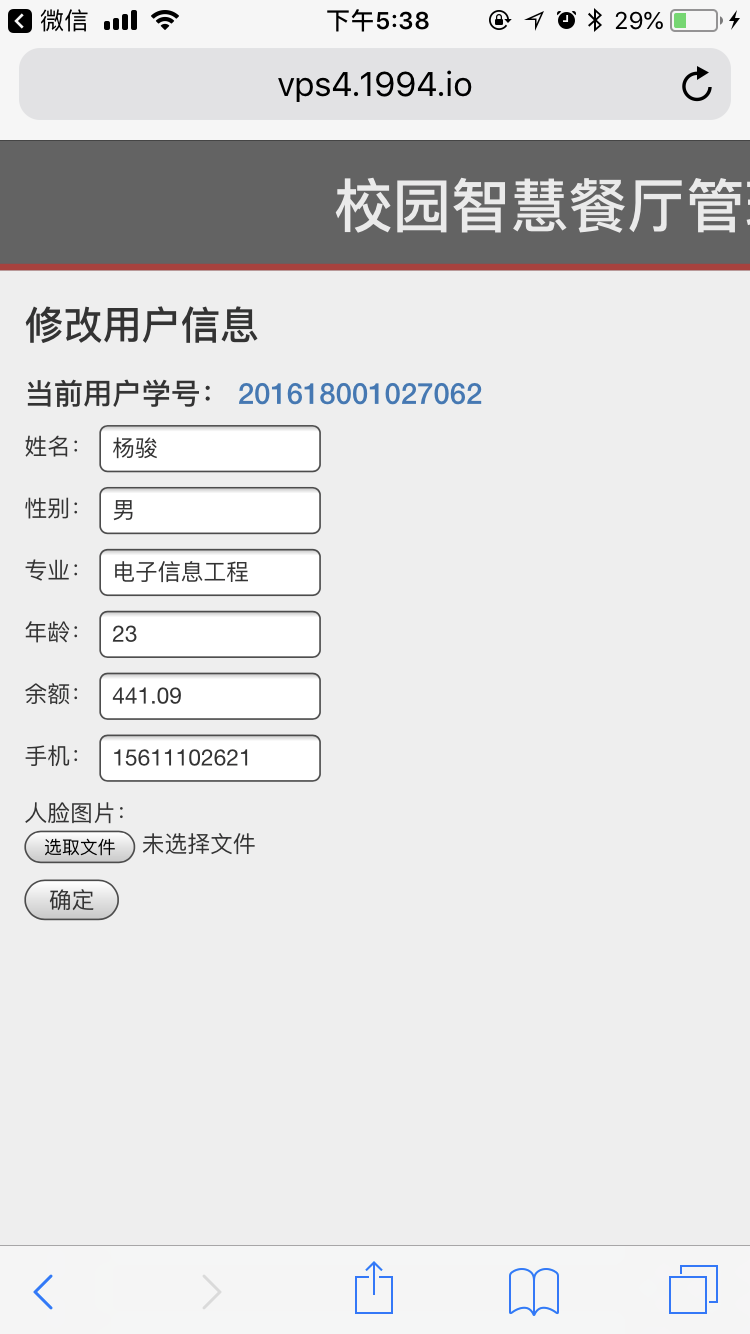 微信 下午5:38 29%
vps4.1994.io
校园智慧餐厅管
修改用户信息
当前用户学号： 201618001027062
姓名： 杨骏
性别： 男
专业： 电子信息工程
年龄： 23
余额： 441.09
手机： 15611102621
人脸图片：
选取文件 未选择文件
确定